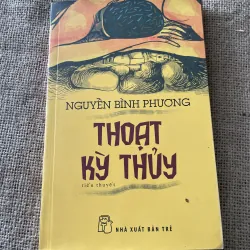 NGUYỄN BÌNH PHƯƠNG
THOẠT
KỲ THỦY
tiểu thuyết
NHÀ XUẤT BẢN TRẺ